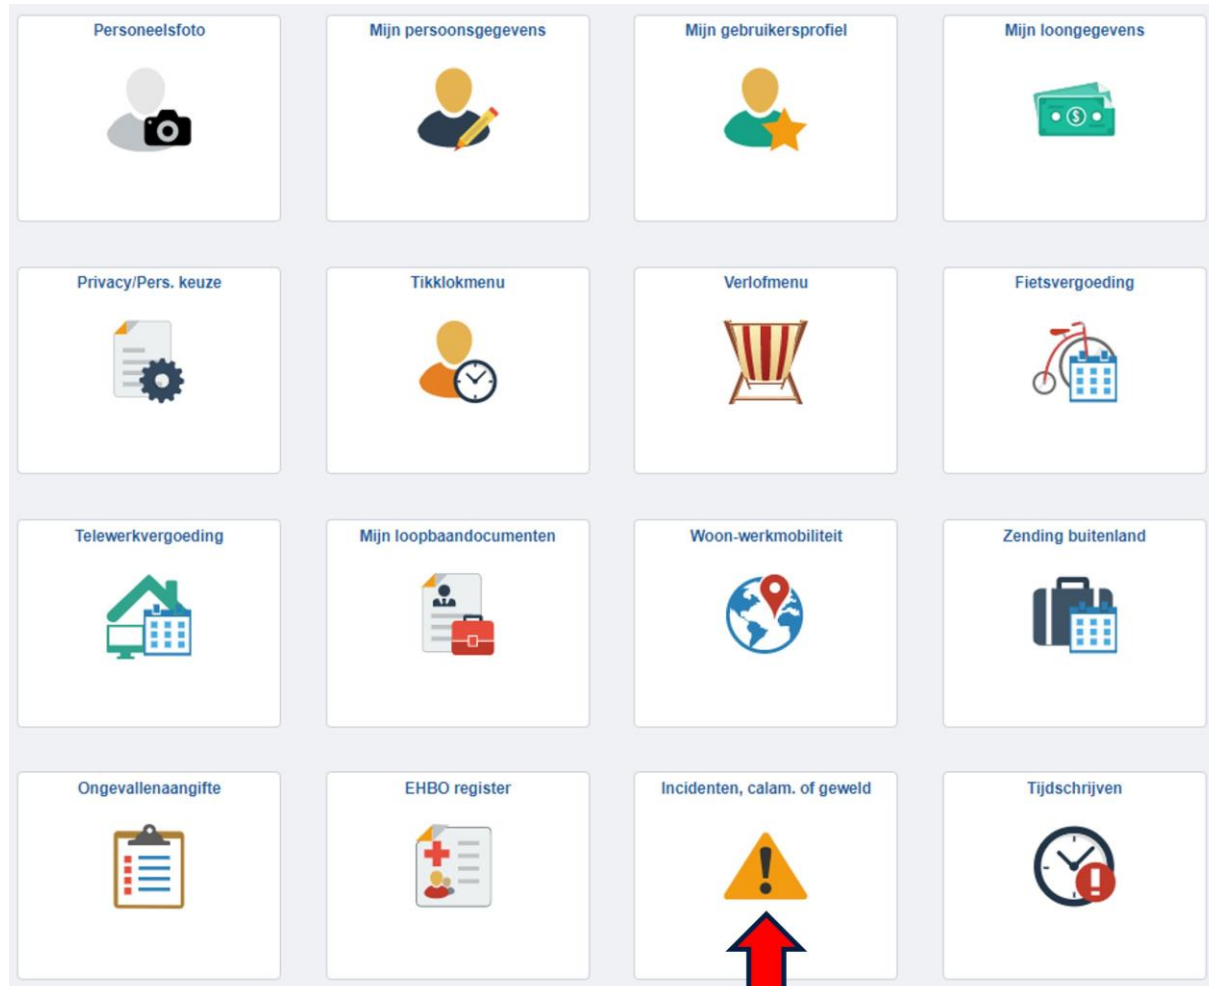 Personeelsfoto
Mijn persoonsgegevens
Mijn gebruikersprofiel
Mijn loongegevens
Privacy/Pers. keuze
Tikklokmenu
Verlofmenu
Fietsvergoeding
Telewerkvergoeding
Mijn loopbaandocumenten
Woon-werkmobiliteit
Zending buitenland
Ongevallenaangifte
EHBO register
Incidenten, calam. of geweld
Tijdschrijven